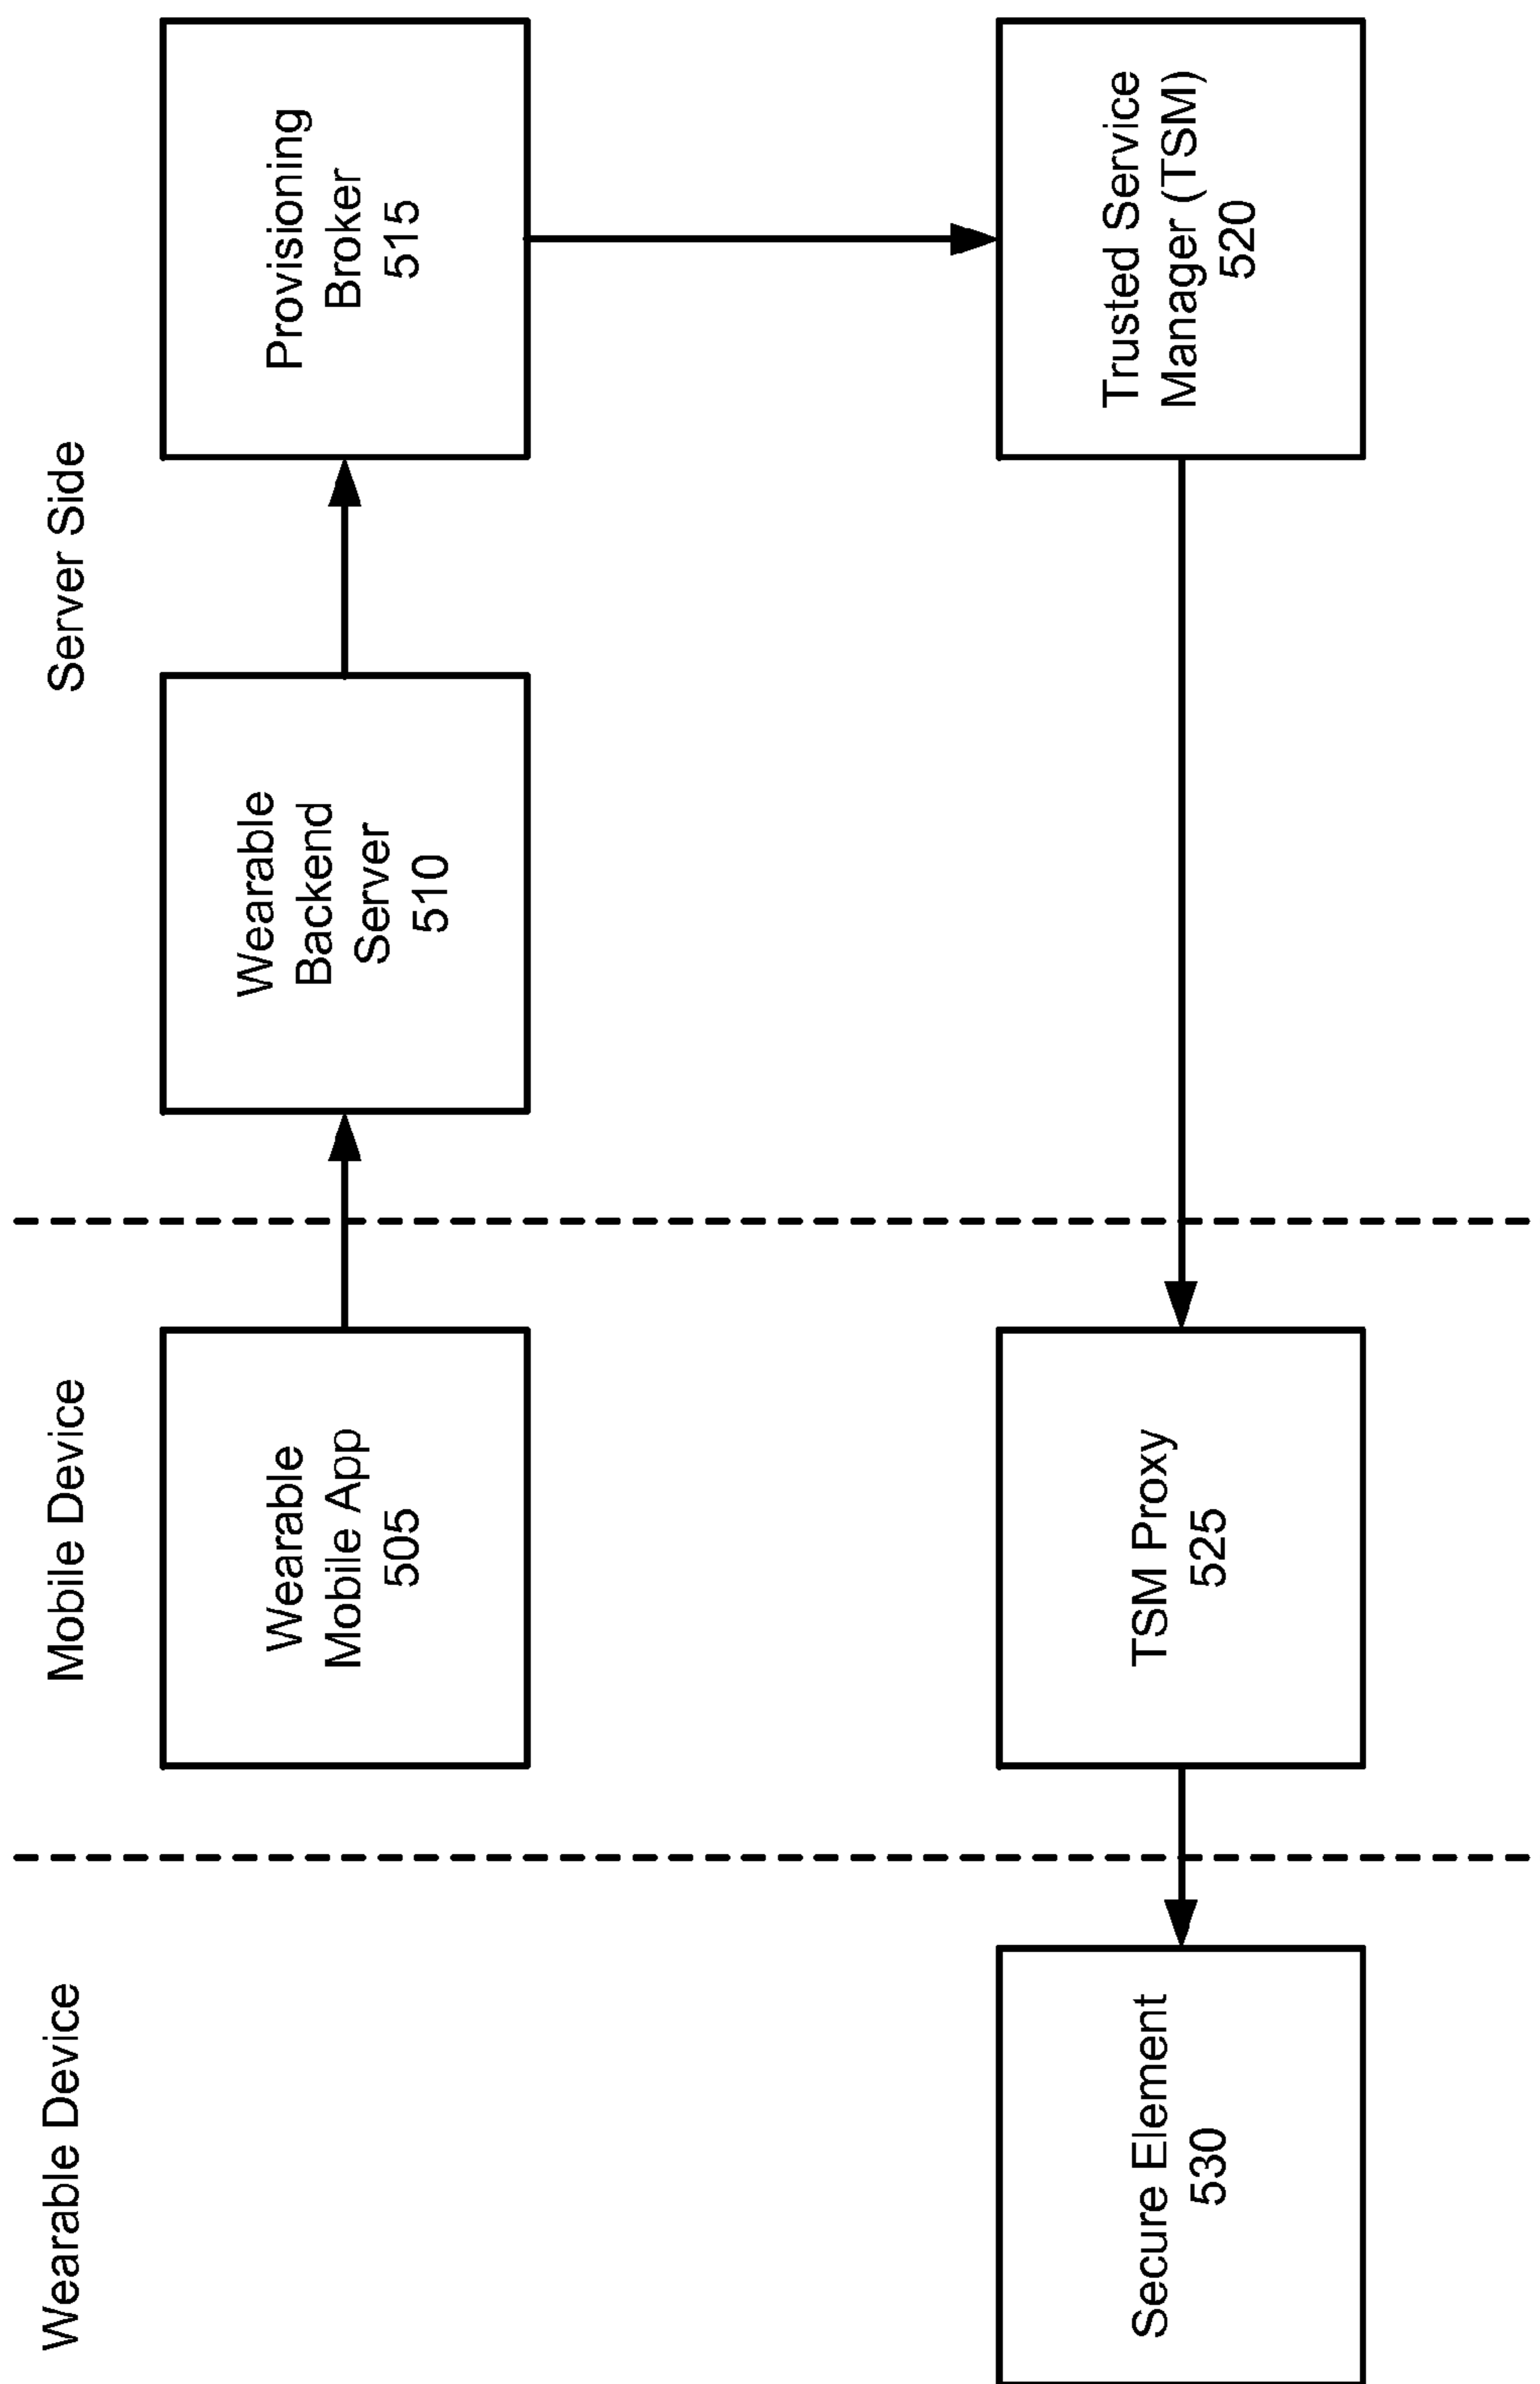 Wearable Device
Mobile Device
Server Side
Wearable
Mobile App
505
Wearable
Backend
Server
510
Provisioning
Broker
515
Secure Element
530
TSM Proxy
525
Trusted Service
Manager (TSM)
520